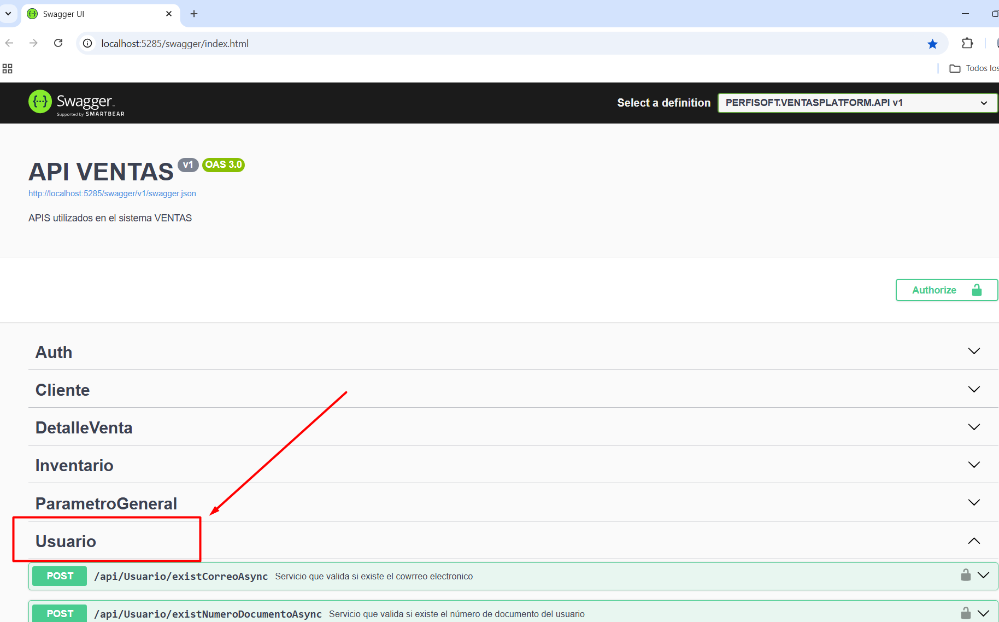 Swagger UI
localhost:5285/swagger/index.html
Todos los
Swagger
Supported by SMARTBEAR
Select a definition
PERFISOFT.VENTASPLATFORM.API v1
API VENTAS v1 OAS 3.0
http://localhost:5285/swagger/v1/swagger.json
APIS utilizados en el sistema VENTAS
Authorize
Auth
Cliente
DetalleVenta
Inventario
ParametroGeneral
Usuario
POST /api/Usuario/existCorreoAsync Servicio que valida si existe el cowrreo electronico
POST /api/Usuario/existNumeroDocumentoAsync Servicio que valida si existe el número de documento del usuario